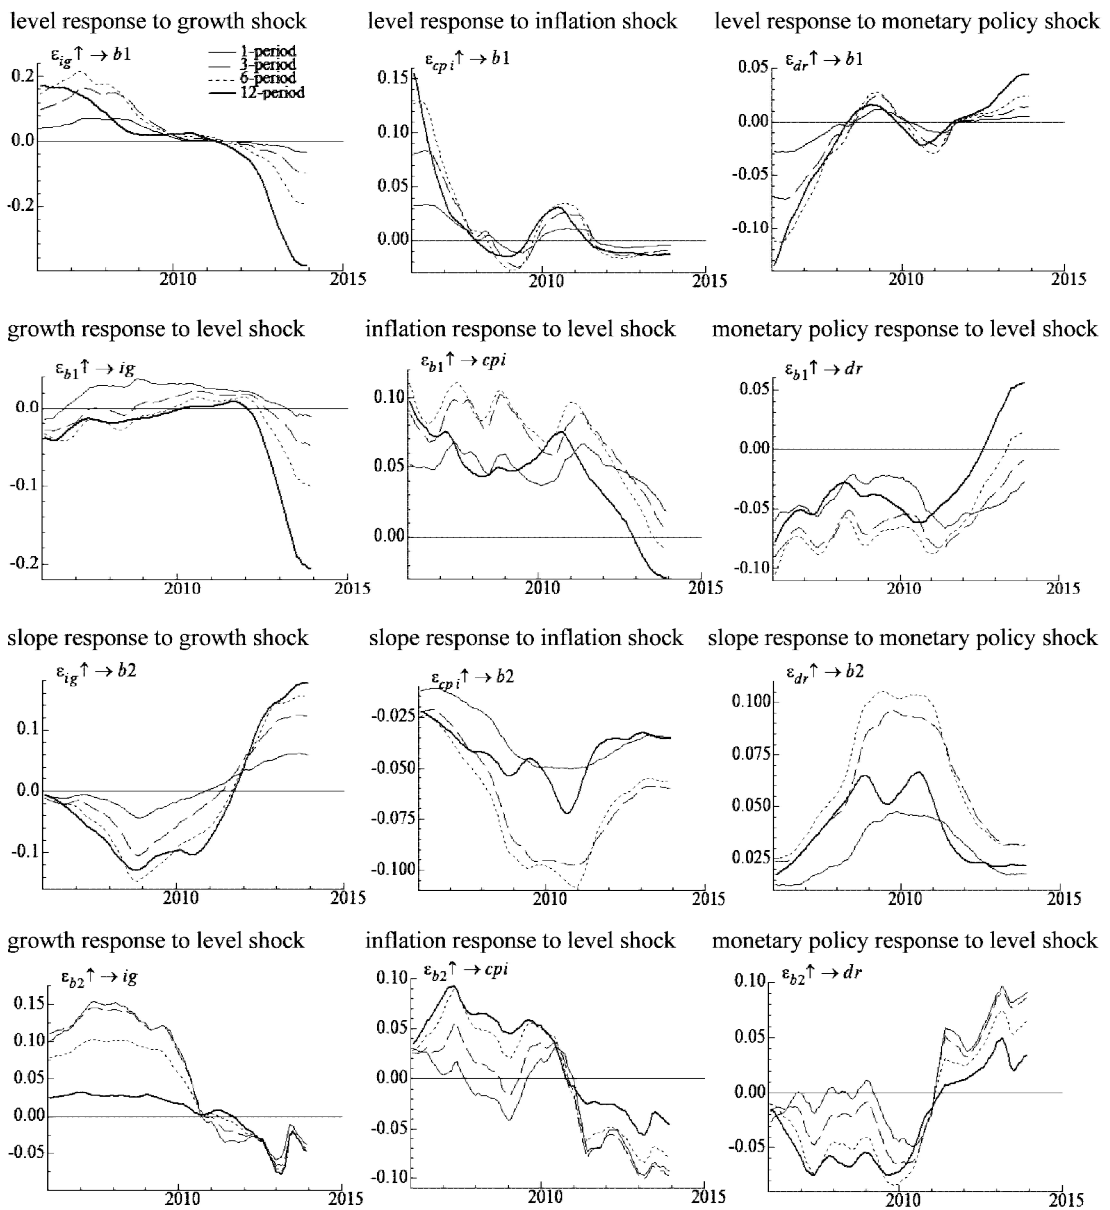 level response to growth shock
level response to inflation shock
level response to monetary policy shock
εig↑ → b1
1-period
3-period
6-period
12-period
0.2
0.0
-0.2
2010
2015
εcpi↑ → b1
0.15
0.10
0.05
0.00
2010
2015
εdr↑ → b1
0.05
0.00
-0.05
-0.10
2010
2015
growth response to level shock
inflation response to level shock
monetary policy response to level shock
εb1↑ → ig
0.0
-0.1
-0.2
2010
2015
εb1↑ → cpi
0.10
0.05
0.00
2010
2015
εb1↑ → dr
0.05
0.00
-0.05
-0.10
2010
2015
slope response to growth shock
slope response to inflation shock
slope response to monetary policy shock
εig↑ → b2
0.1
0.0
-0.1
2010
2015
εcpi↑ → b2
-0.025
-0.050
-0.075
-0.100
2010
2015
εdr↑ → b2
0.100
0.075
0.050
0.025
2010
2015
growth response to level shock
inflation response to level shock
monetary policy response to level shock
εb2↑ → ig
0.15
0.10
0.05
0.00
-0.05
2010
2015
εb2↑ → cpi
0.10
0.05
0.00
-0.05
-0.10
2010
2015
εb2↑ → dr
0.10
0.05
0.00
-0.05
2010
2015